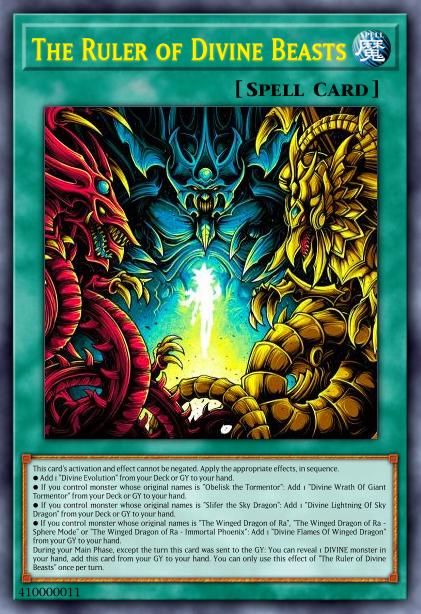 The Ruler of Divine Beasts
SPELL
魔
[ Spell Card ]
This card's activation and effect cannot be negated. Apply the appropriate effects, in sequence.
● Add 1 "Divine Evolution" from your Deck or GY to your hand.
● If you control monster whose original names is "Obelisk the Tormentor": Add 1 "Divine Wrath Of Giant
Tormentor" from your Deck or GY to your hand.
● If you control monster whose original names is "Slifer the Sky Dragon": Add 1 "Divine Lightning Of Sky
Dragon" from your Deck or GY to your hand.
● If you control monster whose original names is "The Winged Dragon of Ra", "The Winged Dragon of Ra -
Sphere Mode" or "The Winged Dragon of Ra - Immortal Phoenix": Add 1 "Divine Flames Of Winged Dragon"
from your GY to your hand.
During your Main Phase, except the turn this card was sent to the GY: You can reveal 1 DIVINE monster in
your hand, add this card from your GY to your hand. You can only use this effect of "The Ruler of Divine
Beasts" once per turn.
410000011